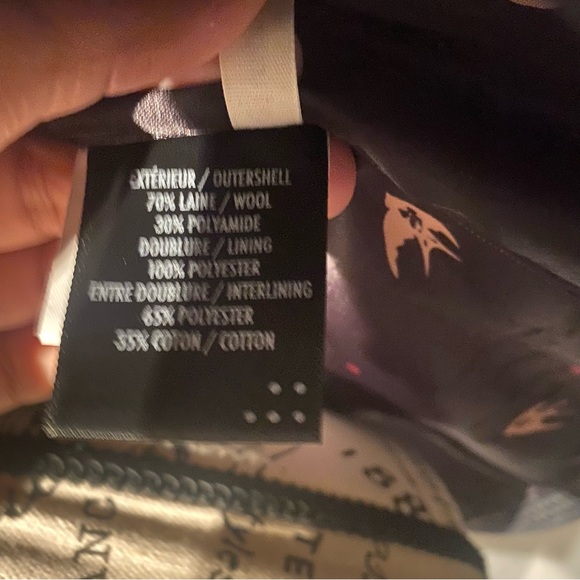 EXTÉRIEUR / OUTERSHELL
70% LAINE / WOOL
30% POLYAMIDE
DOUBLURE / LINING
100% POLYESTER
ENTRE DOUBLURE / INTERLINING
65% POLYESTER
35% COTON / COTTON